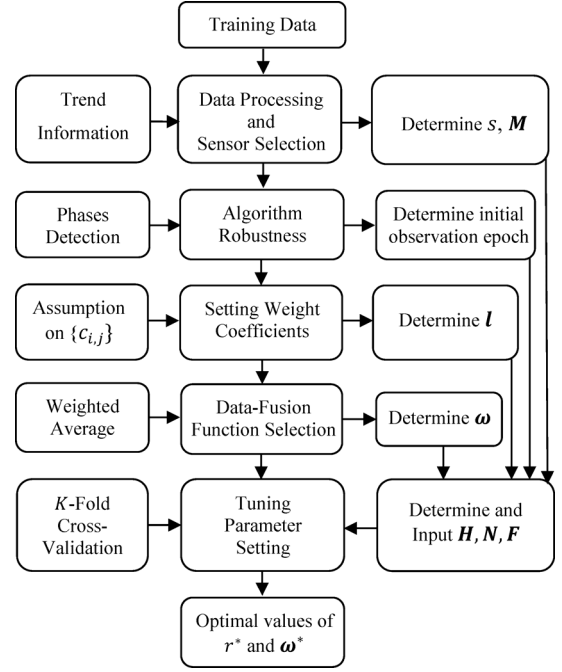 Training Data
Trend
Information
Data Processing
and
Sensor Selection
Determine s, M
Phases
Detection
Algorithm
Robustness
Determine initial
observation epoch
Assumption
on {c_{i,j}}
Setting Weight
Coefficients
Determine l
Weighted
Average
Data-Fusion
Function Selection
Determine ω
K-Fold
Cross-
Validation
Tuning
Parameter
Setting
Determine and
Input H, N, F
Optimal values of
r* and ω*